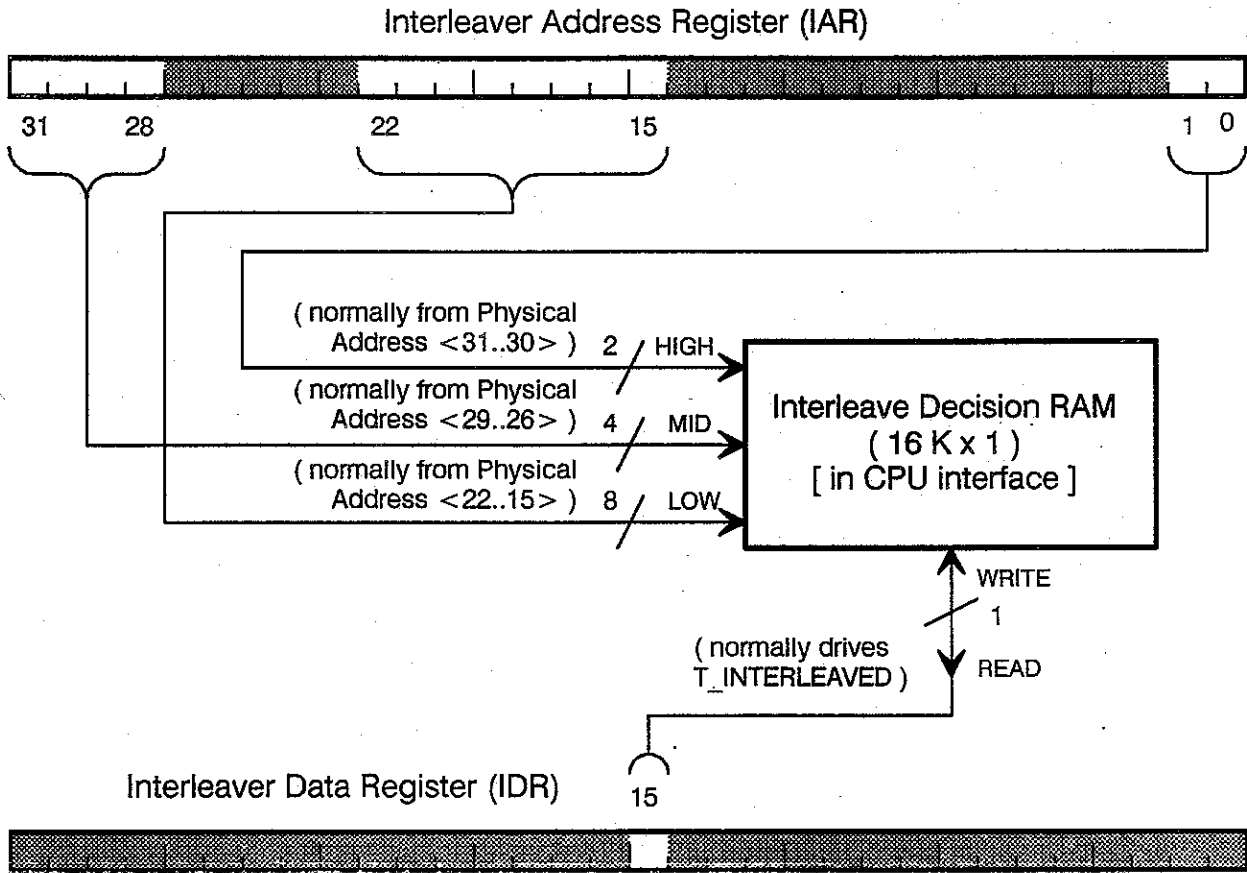 Interleaver Address Register (IAR)
31 28 22 15 1 0
( normally from Physical
Address <31..30> ) 2 HIGH
( normally from Physical
Address <29..26> ) 4 MID
( normally from Physical
Address <22..15> ) 8 LOW
Interleave Decision RAM
( 16 K x 1 )
[ in CPU interface ]
WRITE
1
( normally drives
T_INTERLEAVED )
READ
Interleaver Data Register (IDR)
15